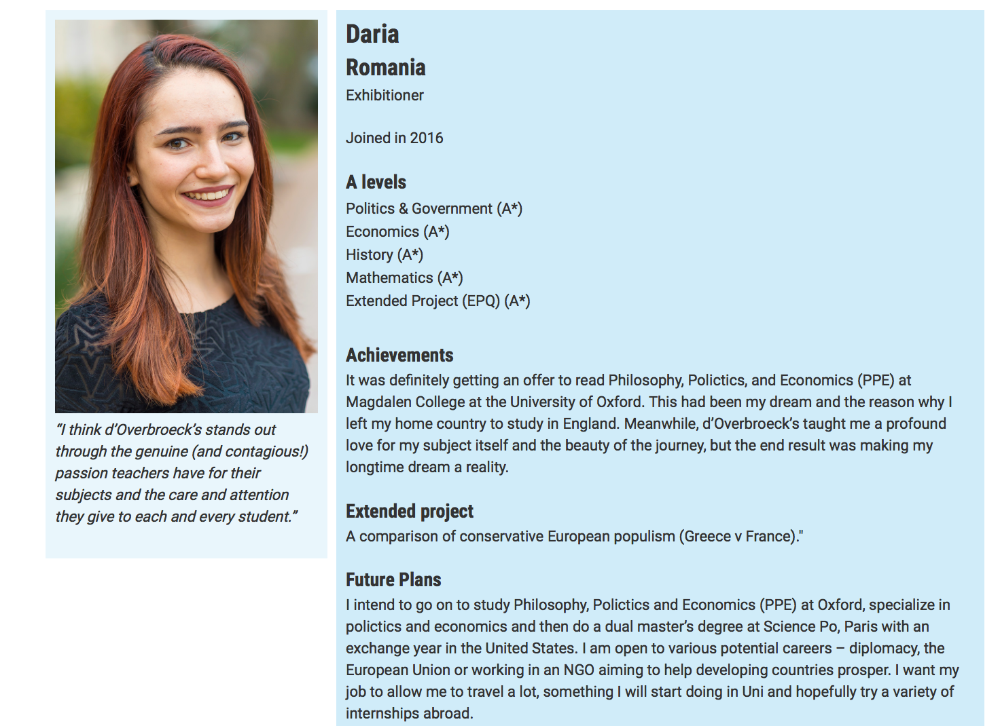 Daria
Romania
Exhibitioner
Joined in 2016
A levels
Politics & Government (A*)
Economics (A*)
History (A*)
Mathematics (A*)
Extended Project (EPQ) (A*)
Achievements
It was definitely getting an offer to read Philosophy, Polictics, and Economics (PPE) at
Magdalen College at the University of Oxford. This had been my dream and the reason why I
left my home country to study in England. Meanwhile, d’Overbroeck’s taught me a profound
love for my subject itself and the beauty of the journey, but the end result was making my
longtime dream a reality.
Extended project
A comparison of conservative European populism (Greece v France)."
Future Plans
I intend to go on to study Philosophy, Polictics and Economics (PPE) at Oxford, specialize in
polictics and economics and then do a dual master’s degree at Science Po, Paris with an
exchange year in the United States. I am open to various potential careers – diplomacy, the
European Union or working in an NGO aiming to help developing countries prosper. I want my
job to allow me to travel a lot, something I will start doing in Uni and hopefully try a variety of
internships abroad.
“I think d’Overbroeck’s stands out
through the genuine (and contagious!)
passion teachers have for their
subjects and the care and attention
they give to each and every student.”